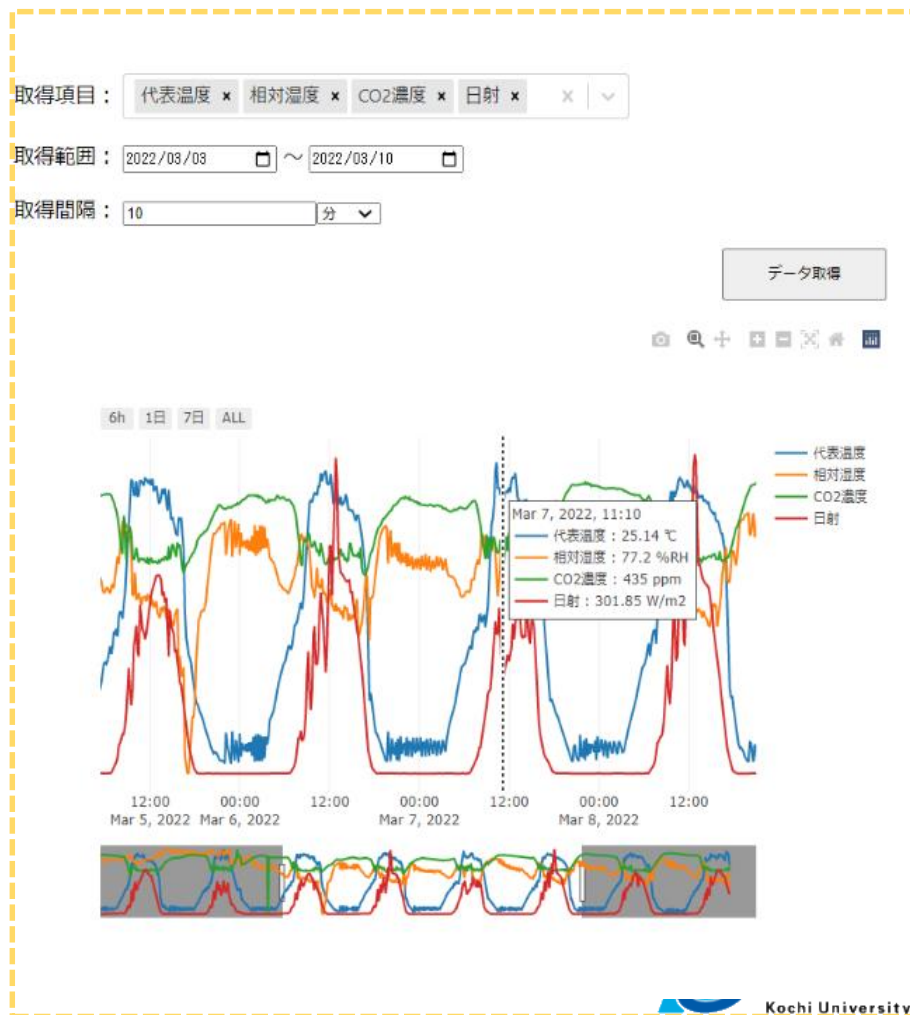 取得項目： 代表温度 × 相対湿度 × CO2濃度 × 日射 × ×
取得範囲： 2022/03/03 ～ 2022/03/10
取得間隔： 10 分
データ取得
6h 1日 7日 ALL
代表温度
相対湿度
CO2濃度
日射
Mar 7, 2022, 11:10
代表温度 : 25.14 ℃
相対湿度 : 77.2 %RH
CO2濃度 : 435 ppm
日射 : 301.85 W/m2
12:00 00:00 12:00 00:00 12:00 00:00 12:00
Mar 5, 2022 Mar 6, 2022 Mar 7, 2022 Mar 8, 2022
Kochi University